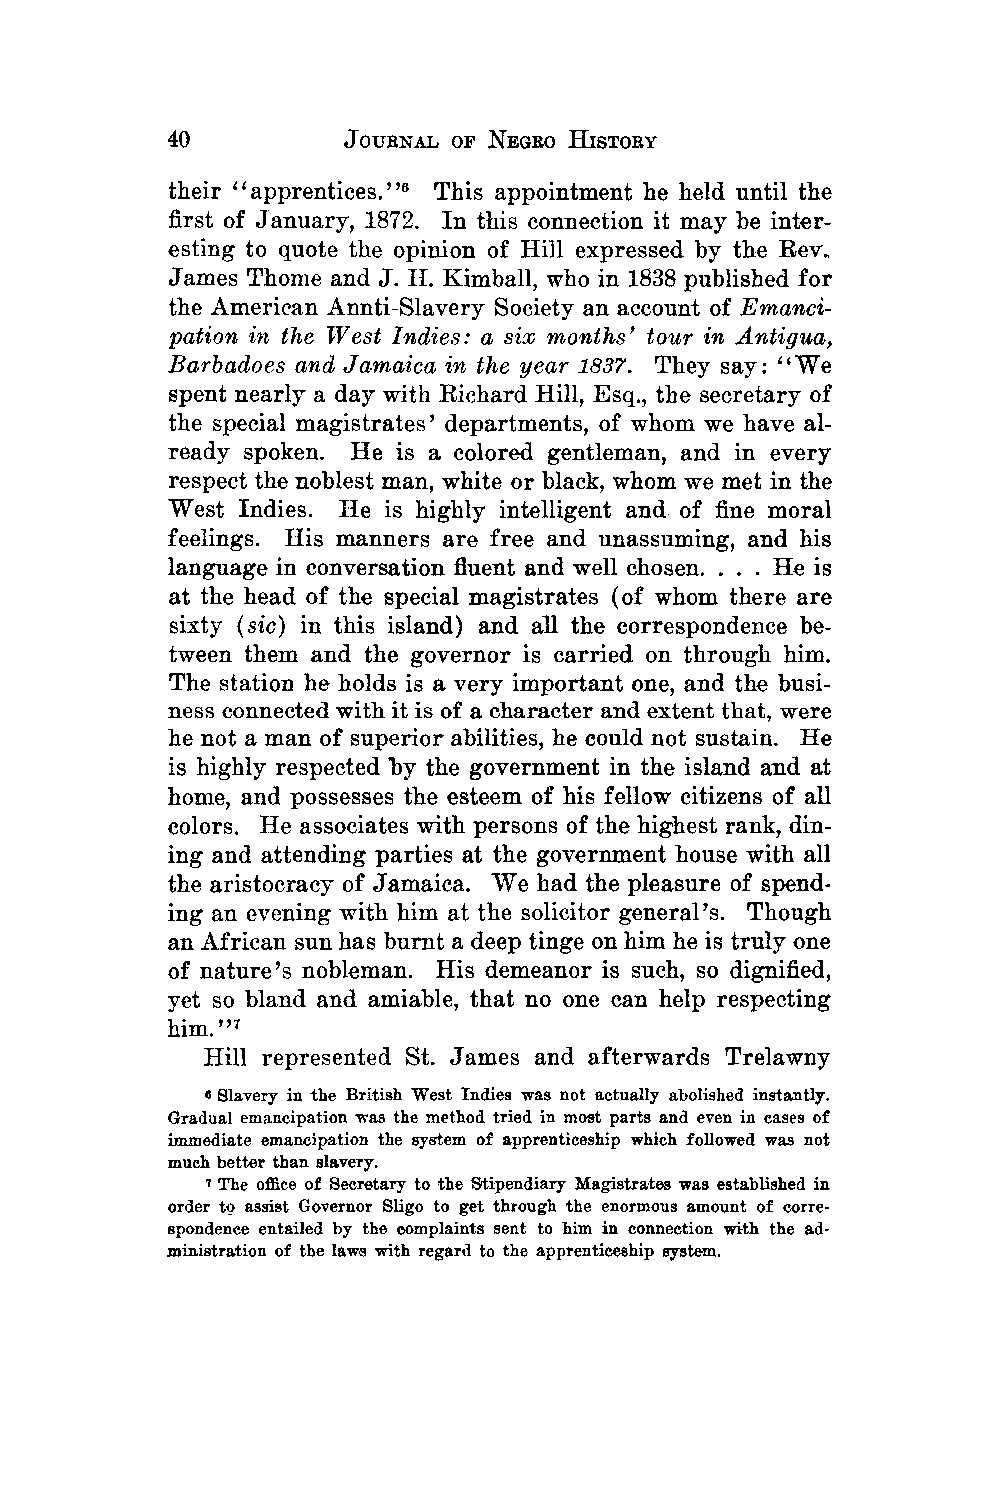 40 JOURNAL OF NEGRO HISTORY
their “apprentices.”⁶ This appointment he held until the
first of January, 1872. In this connection it may be inter-
esting to quote the opinion of Hill expressed by the Rev.
James Thome and J. H. Kimball, who in 1838 published for
the American Annti-Slavery Society an account of Emanci-
pation in the West Indies: a six months’ tour in Antigua,
Barbadoes and Jamaica in the year 1837. They say: “We
spent nearly a day with Richard Hill, Esq., the secretary of
the special magistrates’ departments, of whom we have al-
ready spoken. He is a colored gentleman, and in every
respect the noblest man, white or black, whom we met in the
West Indies. He is highly intelligent and of fine moral
feelings. His manners are free and unassuming, and his
language in conversation fluent and well chosen. . . . He is
at the head of the special magistrates (of whom there are
sixty (sic) in this island) and all the correspondence be-
tween them and the governor is carried on through him.
The station he holds is a very important one, and the busi-
ness connected with it is of a character and extent that, were
he not a man of superior abilities, he could not sustain. He
is highly respected by the government in the island and at
home, and possesses the esteem of his fellow citizens of all
colors. He associates with persons of the highest rank, din-
ing and attending parties at the government house with all
the aristocracy of Jamaica. We had the pleasure of spend-
ing an evening with him at the solicitor general’s. Though
an African sun has burnt a deep tinge on him he is truly one
of nature’s nobleman. His demeanor is such, so dignified,
yet so bland and amiable, that no one can help respecting
him.”⁷
Hill represented St. James and afterwards Trelawny
⁶ Slavery in the British West Indies was not actually abolished instantly.
Gradual emancipation was the method tried in most parts and even in cases of
immediate emancipation the system of apprenticeship which followed was not
much better than slavery.
⁷ The office of Secretary to the Stipendiary Magistrates was established in
order to assist Governor Sligo to get through the enormous amount of corre-
spondence entailed by the complaints sent to him in connection with the ad-
ministration of the laws with regard to the apprenticeship system.